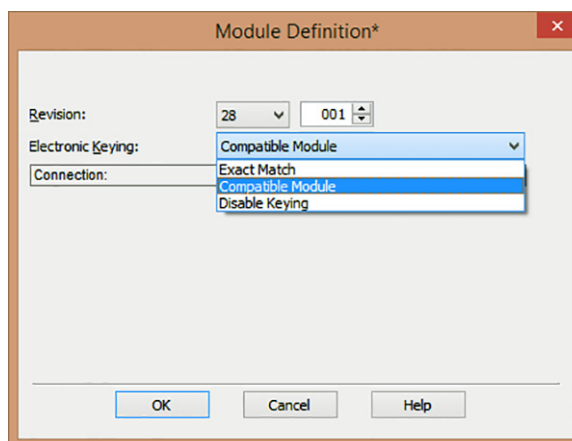 Module Definition*
Revision: 28 001
Electronic Keying: Compatible Module
Connection: Exact Match
Compatible Module
Disable Keying
OK Cancel Help